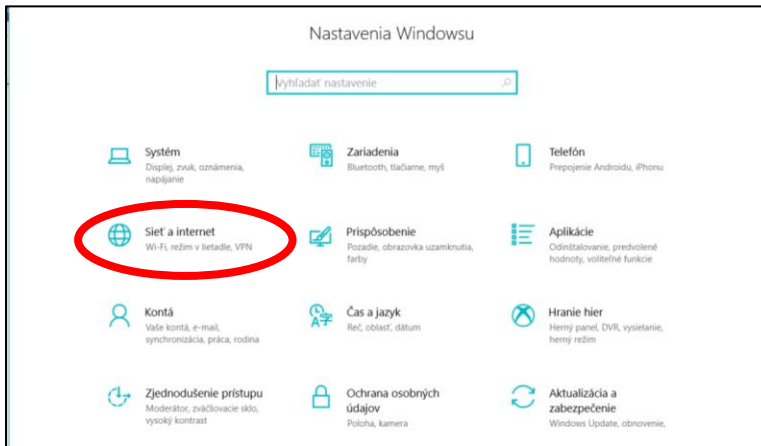 Nastavenia Windowsu
Vyhľadať nastavenie
Systém
Displej, zvuk, oznámenia,
napájanie
Zariadenia
Bluetooth, tlačiarne, myš
Telefón
Prepojenie Androidu, iPhonu
Sieť a internet
Wi-Fi, režim v lietadle, VPN
Prispôsobenie
Pozadie, obrazovka uzamknutia,
farby
Aplikácie
Odinštalovanie, predvolené
hodnoty, voliteľné funkcie
Kontá
Vaše kontá, e-mail,
synchronizácia, práca, rodina
Čas a jazyk
Reč, oblasť, dátum
Hranie hier
Herný panel, DVR, vysielanie,
herný režim
Zjednodušenie prístupu
Moderátor, zväčšovacie sklo,
vysoký kontrast
Ochrana osobných
údajov
Poloha, kamera
Aktualizácia a
zabezpečenie
Windows Update, obnovenie,